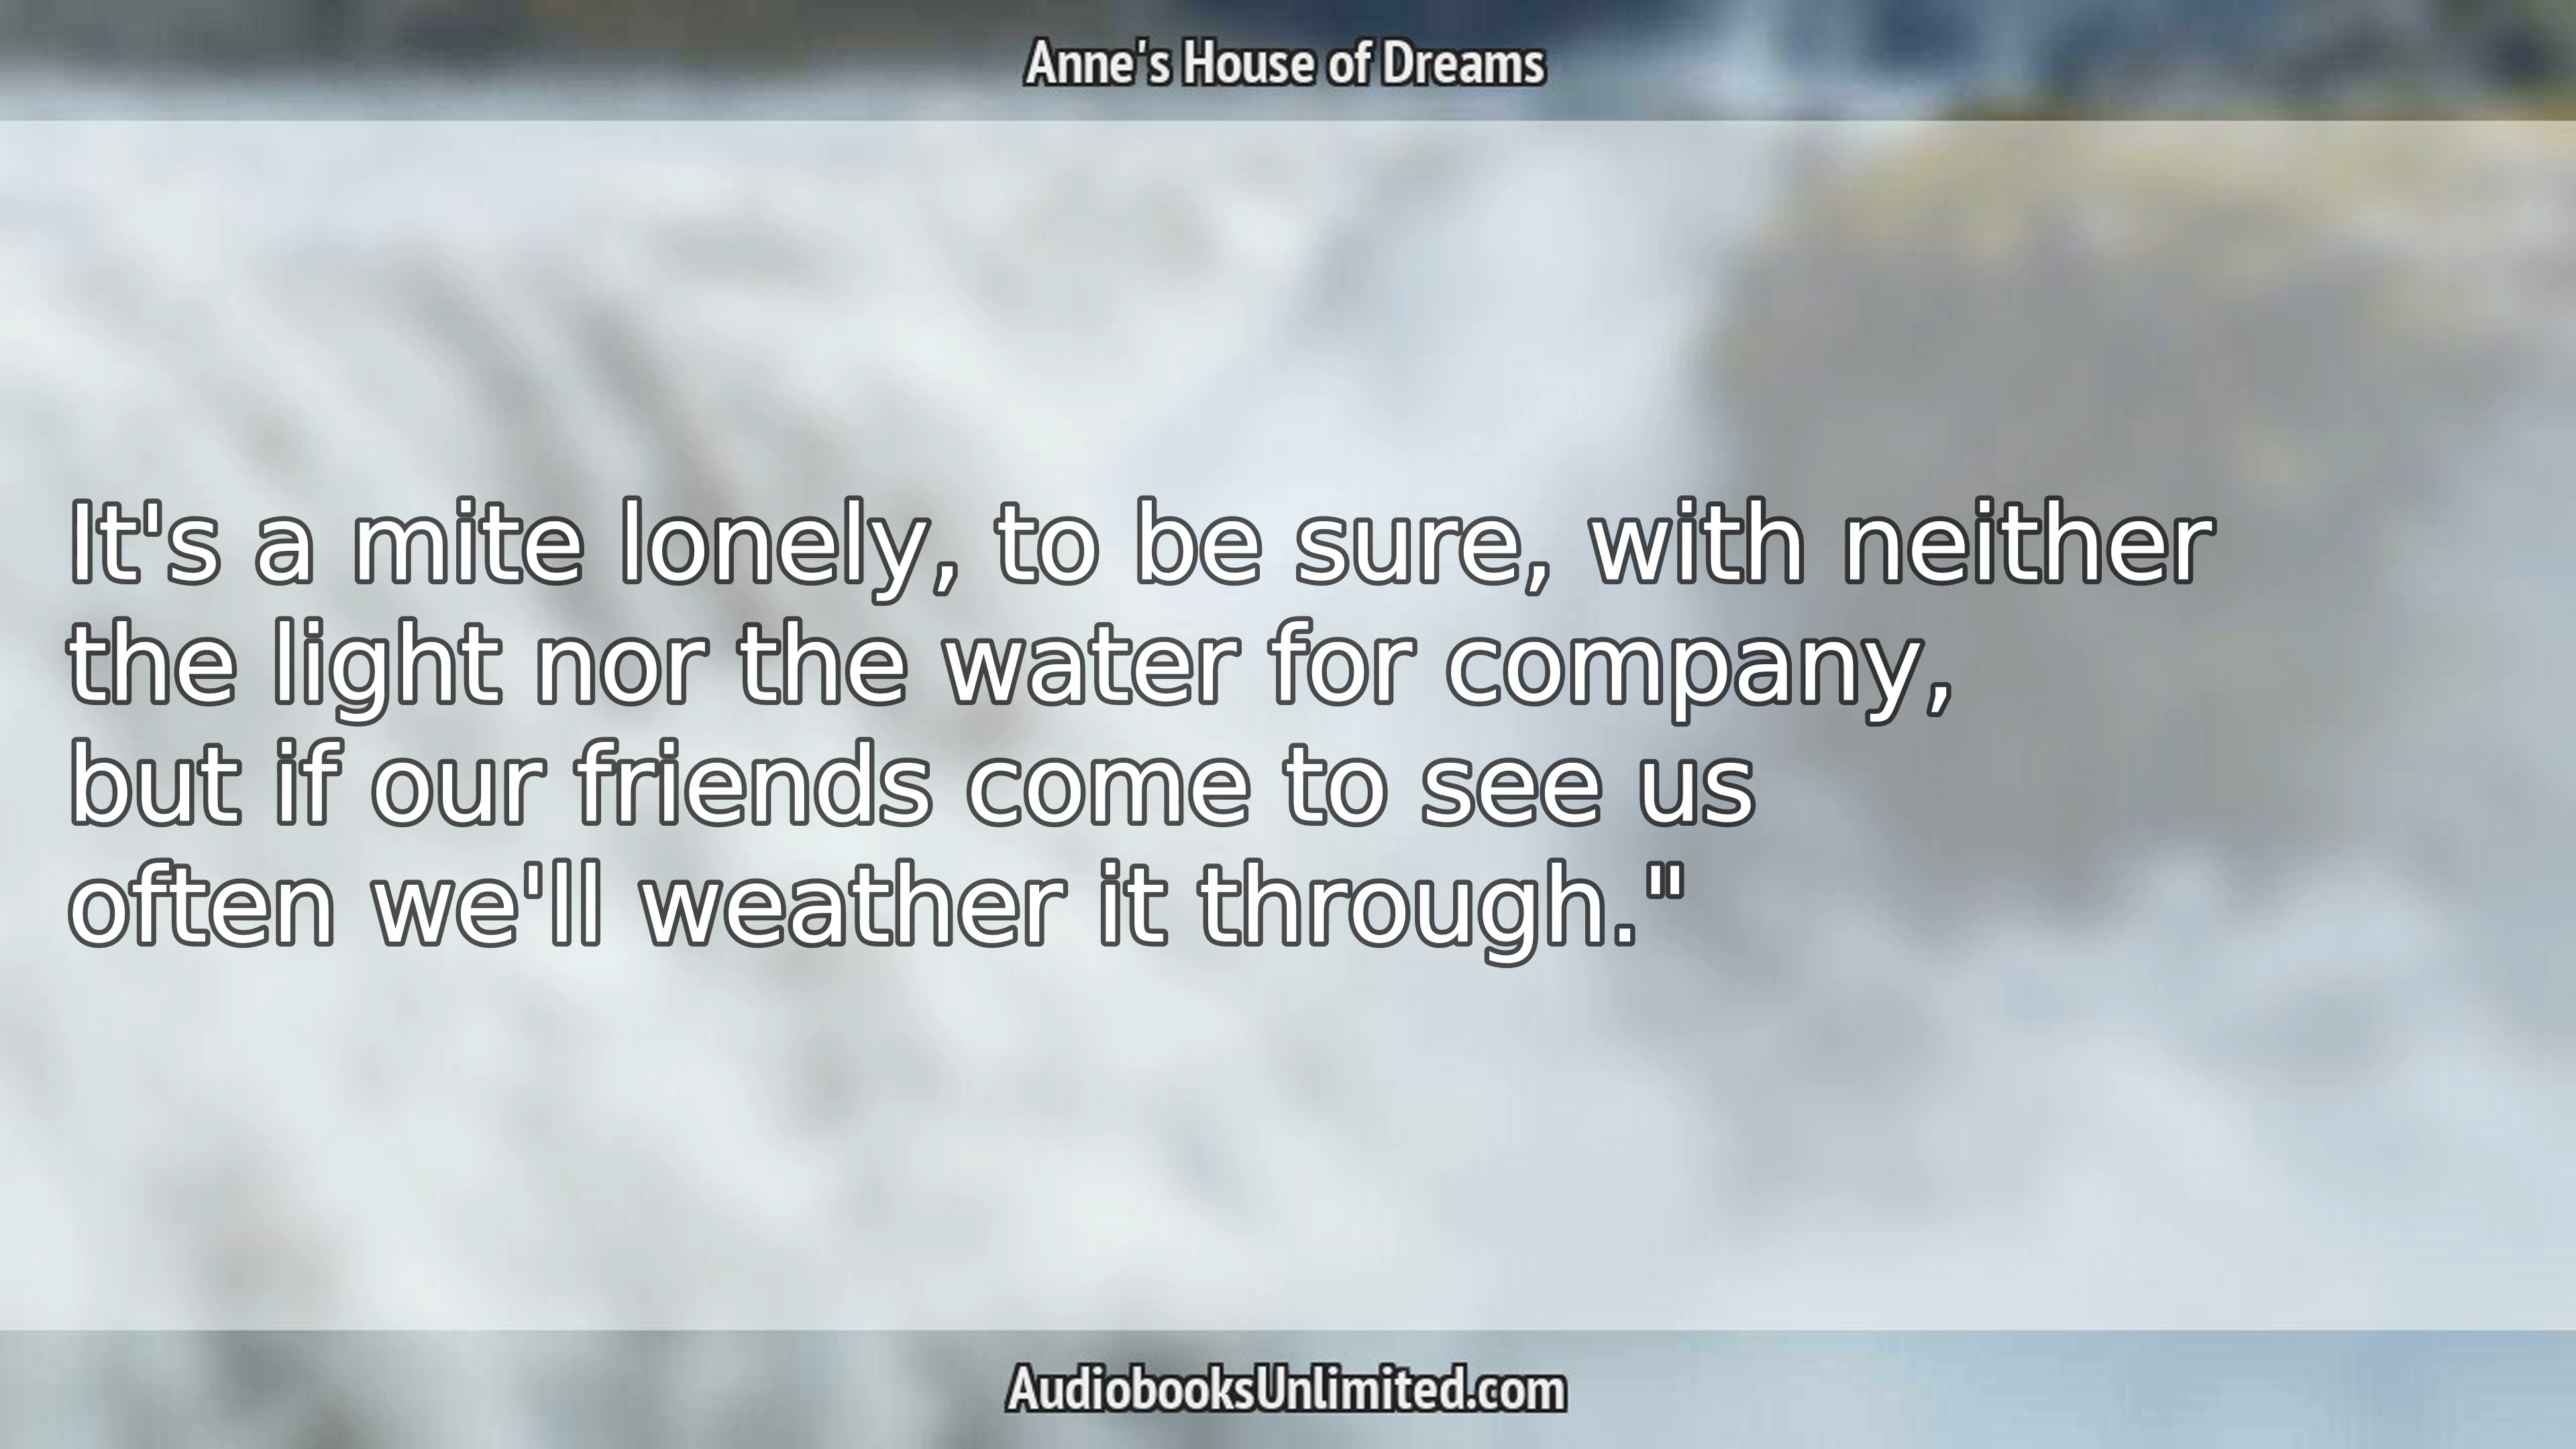 Anne's House of Dreams
It's a mite lonely, to be sure, with neither
the light nor the water for company,
but if our friends come to see us
often we'll weather it through."
AudiobooksUnlimited.com